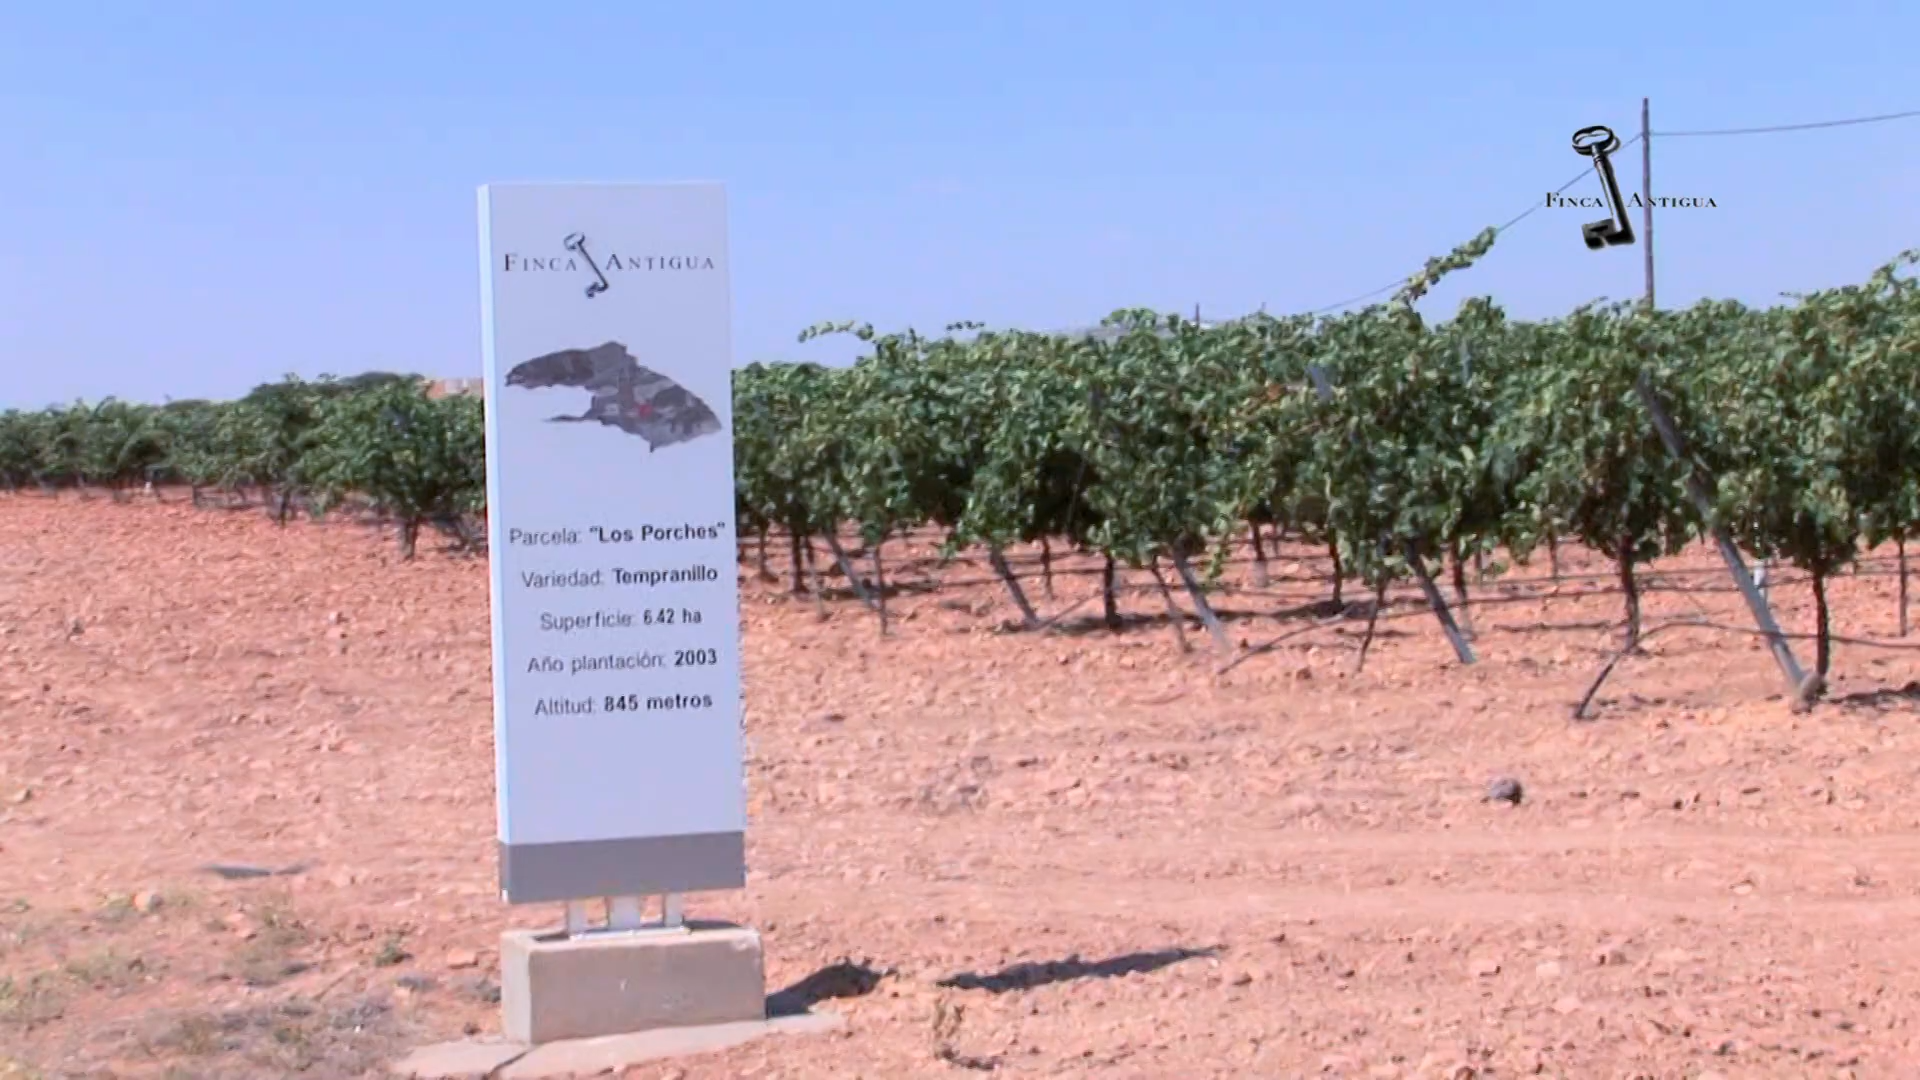 FINCA ANTIGUA
FINCA ANTIGUA
Parcela: "Los Porches"
Variedad: Tempranillo
Superficie: 6.42 ha
Año plantación: 2003
Altitud: 845 metros